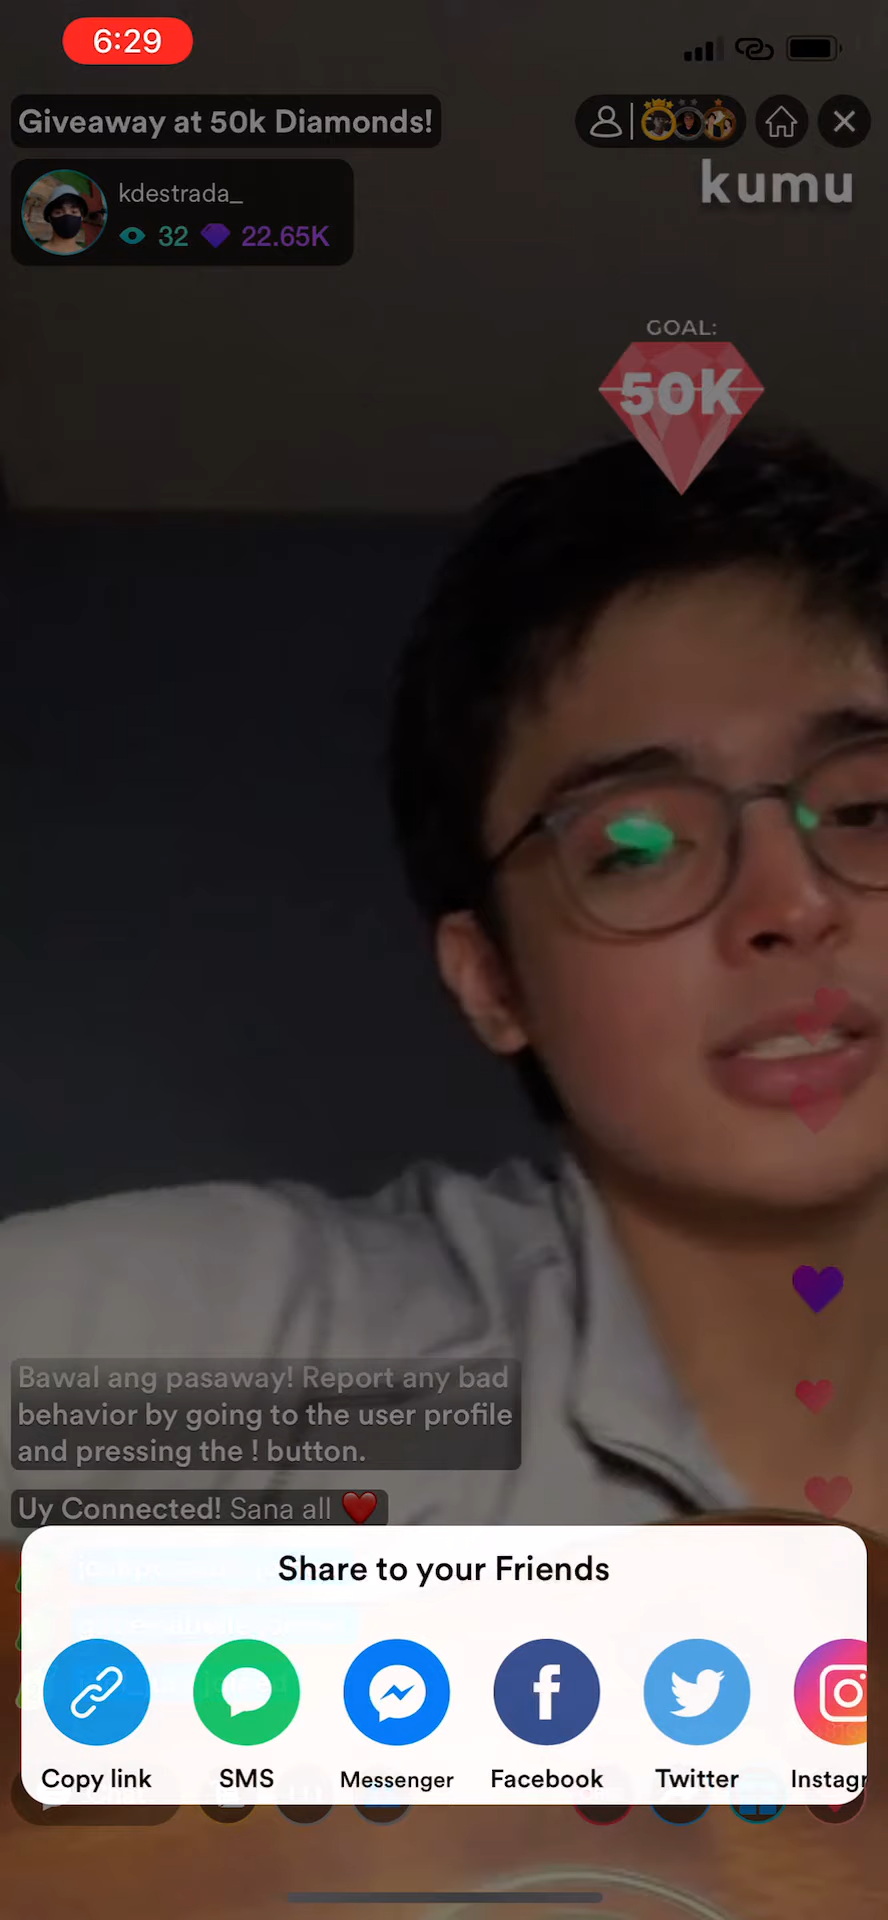 6:29
Giveaway at 50k Diamonds!
kdestrada_
32 22.65K
kumu
GOAL:
50K
Bawal ang pasaway! Report any bad
behavior by going to the user profile
and pressing the ! button.
Uy Connected! Sana all
Share to your Friends
Copy link SMS Messenger Facebook Twitter Instagr